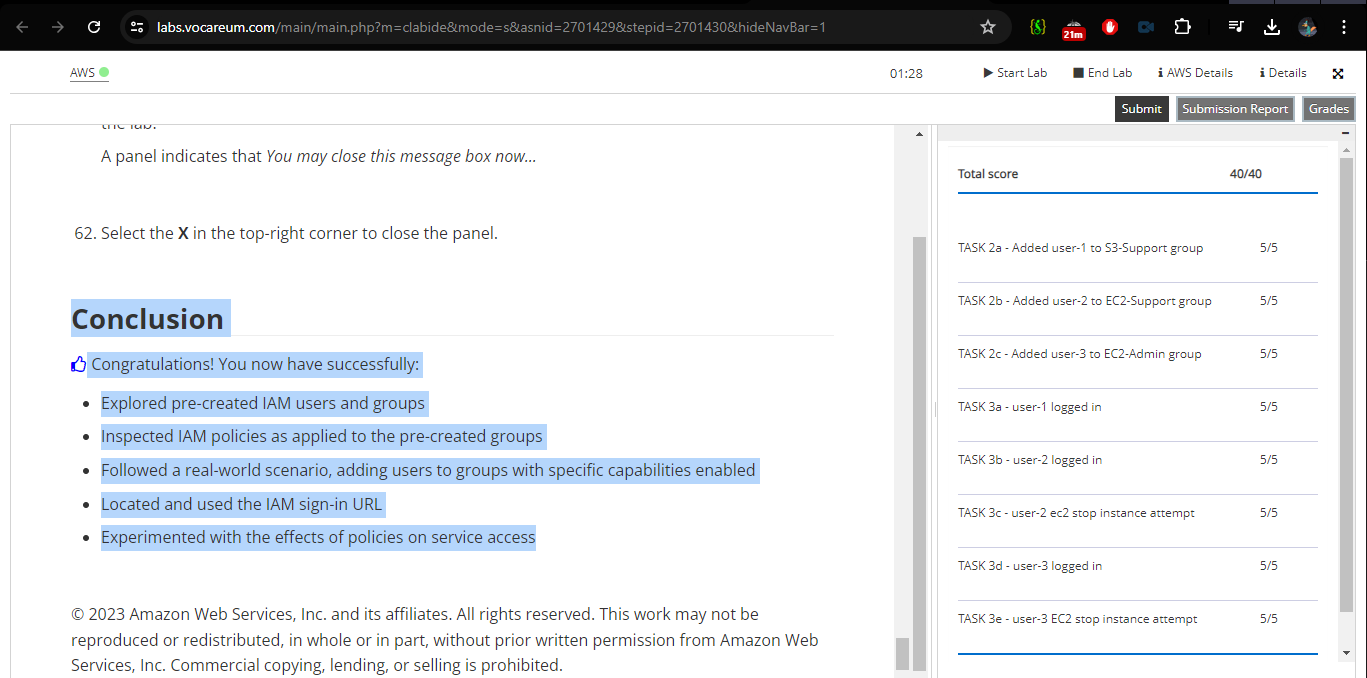 labs.vocareum.com/main/main.php?m=clabide&mode=s&asnid=2701429&stepid=2701430&hideNavBar=1
21m
AWS
01:28
Start Lab
End Lab
AWS Details
Details
Submit
Submission Report
Grades
the lab.
A panel indicates that You may close this message box now...
62. Select the X in the top-right corner to close the panel.
Conclusion
Congratulations! You now have successfully:
• Explored pre-created IAM users and groups
• Inspected IAM policies as applied to the pre-created groups
• Followed a real-world scenario, adding users to groups with specific capabilities enabled
• Located and used the IAM sign-in URL
• Experimented with the effects of policies on service access
© 2023 Amazon Web Services, Inc. and its affiliates. All rights reserved. This work may not be
reproduced or redistributed, in whole or in part, without prior written permission from Amazon Web
Services, Inc. Commercial copying, lending, or selling is prohibited.
Total score 40/40
TASK 2a - Added user-1 to S3-Support group 5/5
TASK 2b - Added user-2 to EC2-Support group 5/5
TASK 2c - Added user-3 to EC2-Admin group 5/5
TASK 3a - user-1 logged in 5/5
TASK 3b - user-2 logged in 5/5
TASK 3c - user-2 ec2 stop instance attempt 5/5
TASK 3d - user-3 logged in 5/5
TASK 3e - user-3 EC2 stop instance attempt 5/5